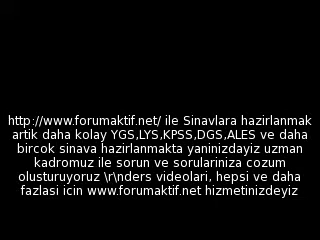 http://www.forumaktif.net/ ile Sinavlara hazirlanmak
artik daha kolay YGS,LYS,KPSS,DGS,ALES ve daha
bircok sinava hazirlanmakta yaninizdayiz uzman
kadromuz ile sorun ve sorulariniza cozum
olusturuyoruz \r\nders videolari, hepsi ve daha
fazlasi icin www.forumaktif.net hizmetinizdeyiz